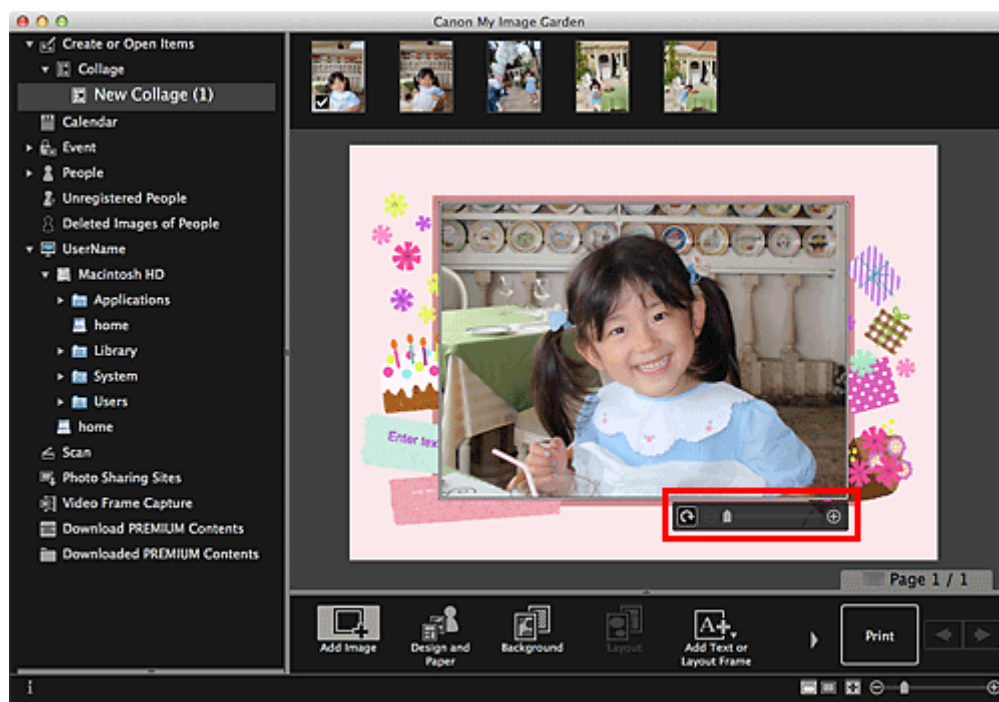 Canon My Image Garden
Create or Open Items
Collage
New Collage (1)
Calendar
Event
People
Unregistered People
Deleted Images of People
UserName
Macintosh HD
Applications
home
Library
System
Users
home
Scan
Photo Sharing Sites
Video Frame Capture
Download PREMIUM Contents
Downloaded PREMIUM Contents
Enter tex
Page 1 / 1
Add Image
Design and
Paper
Background
Layout
Add Text or
Layout Frame
Print